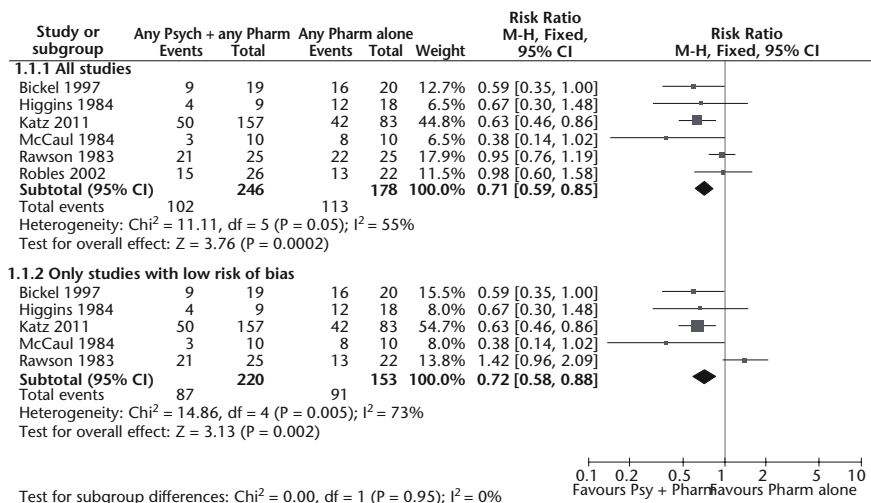 Risk Ratio
Study or Any Psych + any Pharm Any Pharm alone M-H, Fixed, Risk Ratio
subgroup Events Total Events Total Weight 95% CI M-H, Fixed, 95% CI
1.1.1 All studies
Bickel 1997 9 19 16 20 12.7% 0.59 [0.35, 1.00]
Higgins 1984 4 9 12 18 6.5% 0.67 [0.30, 1.48]
Katz 2011 50 157 42 83 44.8% 0.63 [0.46, 0.86]
McCaul 1984 3 10 8 10 6.5% 0.38 [0.14, 1.02]
Rawson 1983 21 25 22 25 17.9% 0.95 [0.76, 1.19]
Robles 2002 15 26 13 22 11.5% 0.98 [0.60, 1.58]
Subtotal (95% CI) 246 178 100.0% 0.71 [0.59, 0.85]
Total events 102 113
Heterogeneity: Chi² = 11.11, df = 5 (P = 0.05); I² = 55%
Test for overall effect: Z = 3.76 (P = 0.0002)
1.1.2 Only studies with low risk of bias
Bickel 1997 9 19 16 20 15.5% 0.59 [0.35, 1.00]
Higgins 1984 4 9 12 18 8.0% 0.67 [0.30, 1.48]
Katz 2011 50 157 42 83 54.7% 0.63 [0.46, 0.86]
McCaul 1984 3 10 8 10 8.0% 0.38 [0.14, 1.02]
Rawson 1983 21 25 13 22 13.8% 1.42 [0.96, 2.09]
Subtotal (95% CI) 220 153 100.0% 0.72 [0.58, 0.88]
Total events 87 91
Heterogeneity: Chi² = 14.86, df = 4 (P = 0.005); I² = 73%
Test for overall effect: Z = 3.13 (P = 0.002)
0.1 0.2 0.5 1 2 5 10
Favours Psy + Pharm Favours Pharm alone
Test for subgroup differences: Chi² = 0.00, df = 1 (P = 0.95); I² = 0%